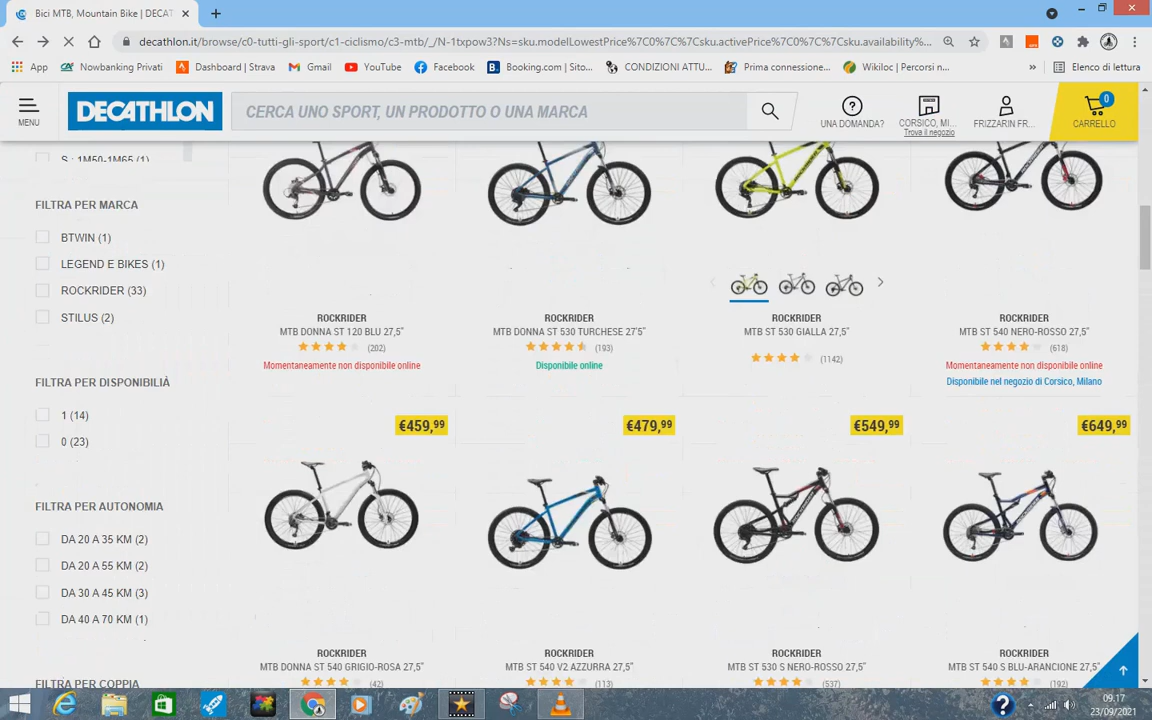 Bici MTB, Mountain Bike | DECAT
decathlon.it/browse/c0-tutti-gli-sport/c1-ciclismo/c3-mtb/_/N-1txpow3?Ns=sku.modelLowestPrice%7C0%7C%7Csku.activePrice%7C0%7C%7Csku.availability%...
App
Nowbanking Privati
Dashboard | Strava
Gmail
YouTube
Facebook
Booking.com | Sito...
CONDIZIONI ATTU...
Prima connessione...
Wikiloc | Percorsi n...
»
Elenco di lettura
MENU
DECATHLON
CERCA UNO SPORT, UN PRODOTTO O UNA MARCA
UNA DOMANDA?
CORSICO, MI...
Trova il negozio
FRIZZARIN FR...
0
CARRELLO
S : 1M50-1M65 (1)
FILTRA PER MARCA
BTWIN (1)
LEGEND E BIKES (1)
ROCKRIDER (33)
STILUS (2)
FILTRA PER DISPONIBILIÀ
1 (14)
0 (23)
FILTRA PER AUTONOMIA
DA 20 A 35 KM (2)
DA 20 A 55 KM (2)
DA 30 A 45 KM (3)
DA 40 A 70 KM (1)
FILTRA PER COPPIA
ROCKRIDER
MTB DONNA ST 120 BLU 27,5"
(202)
Momentaneamente non disponibile online
ROCKRIDER
MTB DONNA ST 530 TURCHESE 27'5"
(193)
Disponibile online
ROCKRIDER
MTB ST 530 GIALLA 27,5"
(1142)
ROCKRIDER
MTB ST 540 NERO-ROSSO 27,5"
(618)
Momentaneamente non disponibile online
Disponibile nel negozio di Corsico, Milano
€459,99
€479,99
€549,99
€649,99
ROCKRIDER
MTB DONNA ST 540 GRIGIO-ROSA 27,5"
(42)
ROCKRIDER
MTB ST 540 V2 AZZURRA 27,5"
(113)
ROCKRIDER
MTB ST 530 S NERO-ROSSO 27,5"
(537)
ROCKRIDER
MTB ST 540 S BLU-ARANCIONE 27,5"
(192)
09.17
23/09/2021